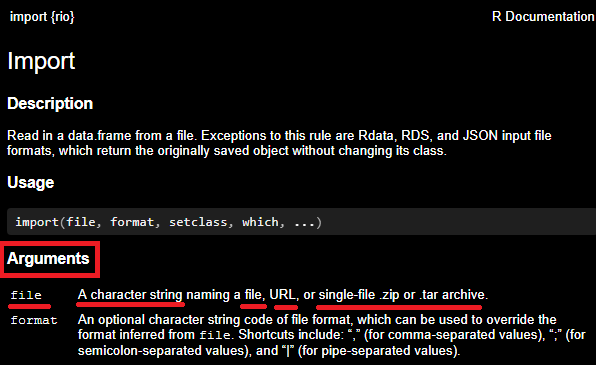 import {rio} R Documentation
Import
Description
Read in a data.frame from a file. Exceptions to this rule are Rdata, RDS, and JSON input file
formats, which return the originally saved object without changing its class.
Usage
import(file, format, setclass, which, ...)
Arguments
file A character string naming a file, URL, or single-file .zip or .tar archive.
format An optional character string code of file format, which can be used to override the
format inferred from file. Shortcuts include: “,” (for comma-separated values), “;” (for
semicolon-separated values), and “|” (for pipe-separated values).